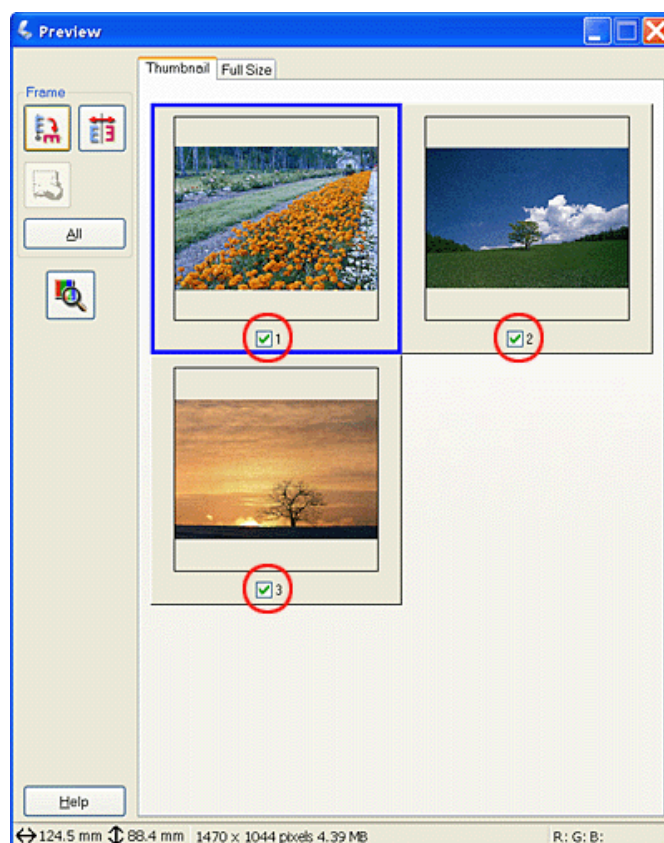 Preview
Thumbnail Full Size
Frame
All
1
2
3
Help
124.5 mm 88.4 mm 1470 x 1044 pixels 4.39 MB R: G: B: